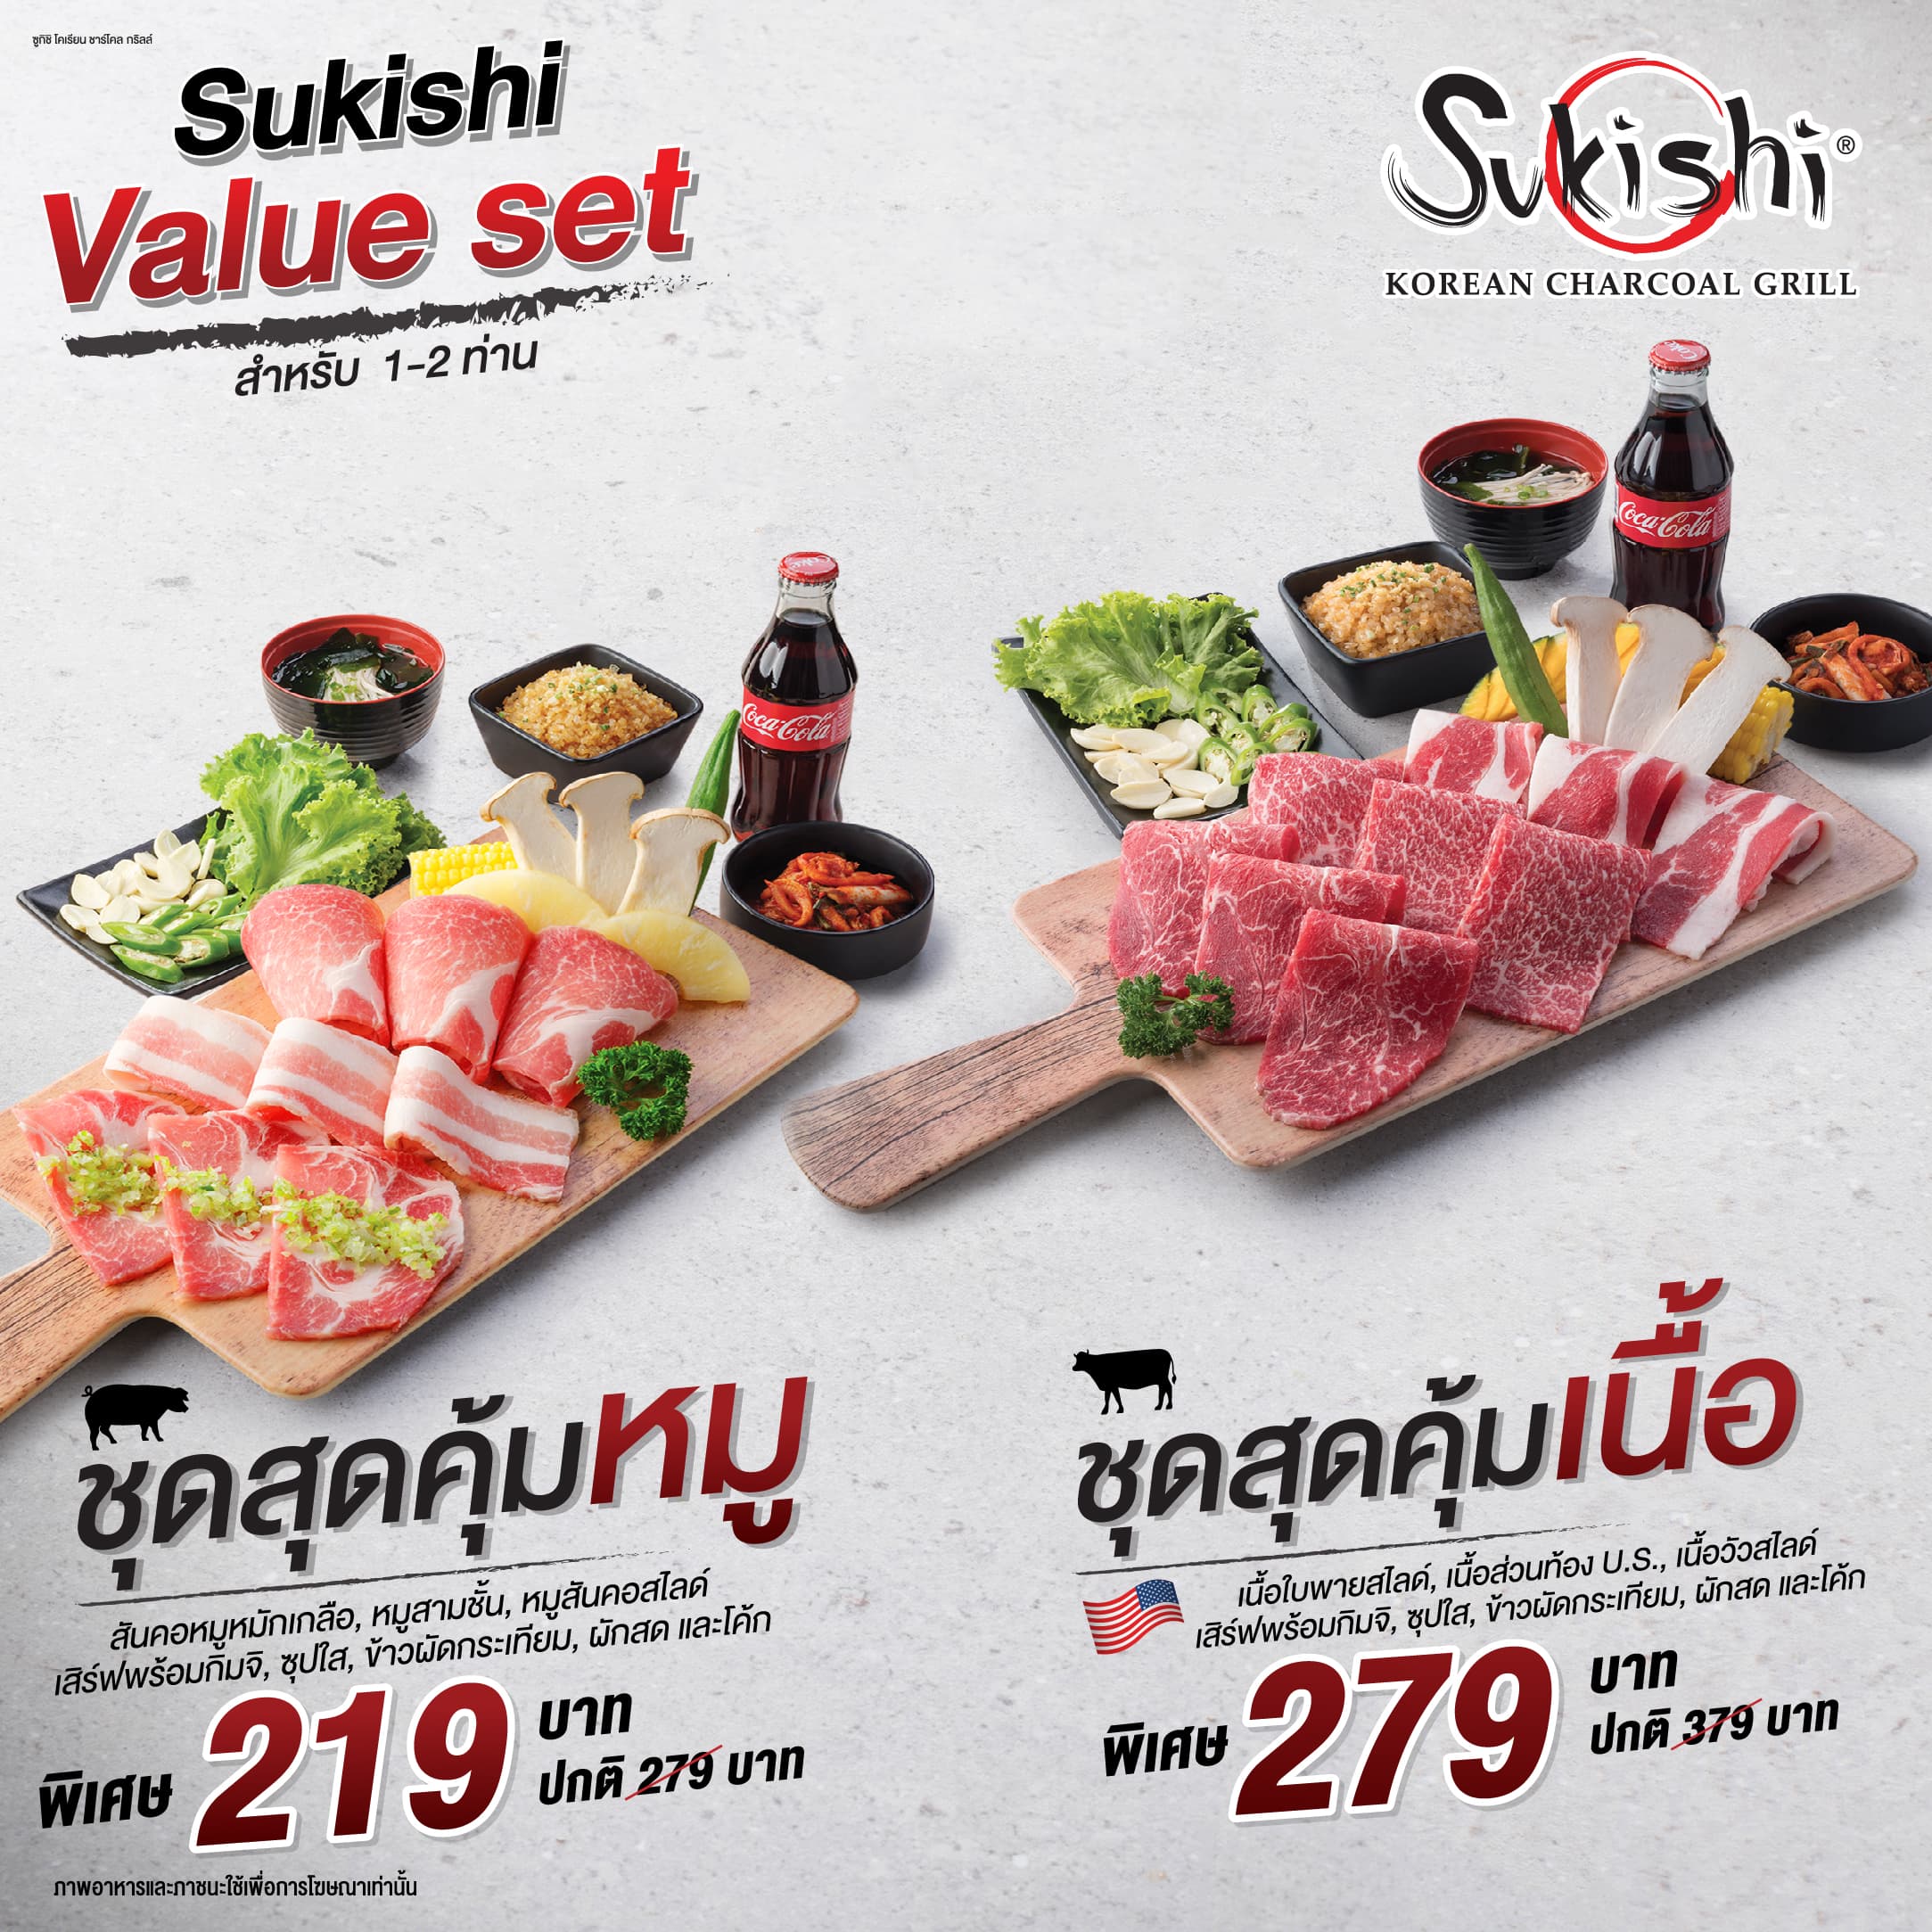 ซูกิชิ โคเรียน ชาร์โคล กริลล์
Sukishi
Value set
สำหรับ 1-2 ท่าน
Sukishi®
KOREAN CHARCOAL GRILL
Coke
Coca-Cola
Coca-Cola
ชุดสุดคุ้มหมู
สันคอหมูหมักเกลือ, หมูสามชั้น, หมูสันคอสไลด์
เสิร์ฟพร้อมกิมจิ, ซุปใส, ข้าวผัดกระเทียม, ผักสด และโค้ก
พิเศษ 219 บาท
ปกติ 279 บาท
ภาพอาหารและภาชนะใช้เพื่อการโฆษณาเท่านั้น
ชุดสุดคุ้มเนื้อ
เนื้อใบพายสไลด์, เนื้อส่วนท้อง U.S., เนื้อวัวสไลด์
เสิร์ฟพร้อมกิมจิ, ซุปใส, ข้าวผัดกระเทียม, ผักสด และโค้ก
พิเศษ 279 บาท
ปกติ 379 บาท